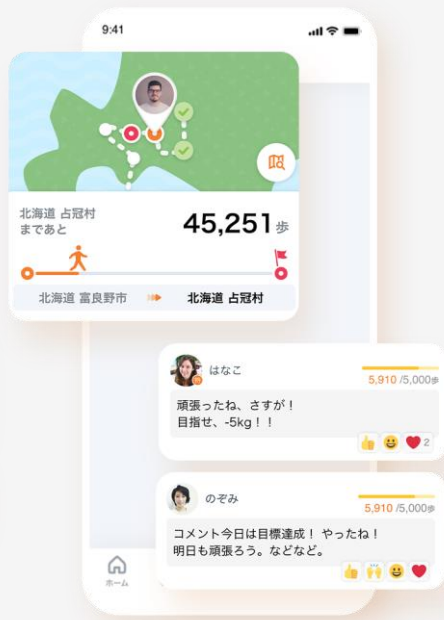 9:41
北海道 占冠村
まであと
45,251歩
北海道 富良野市
北海道 占冠村
はなこ
5,910 /5,000歩
頑張ったね、さすが！
目指せ、-5kg！！
2
のぞみ
5,910 /5,000歩
コメント今日は目標達成！ やったね！
明日も頑張ろう。などなど。
ホーム